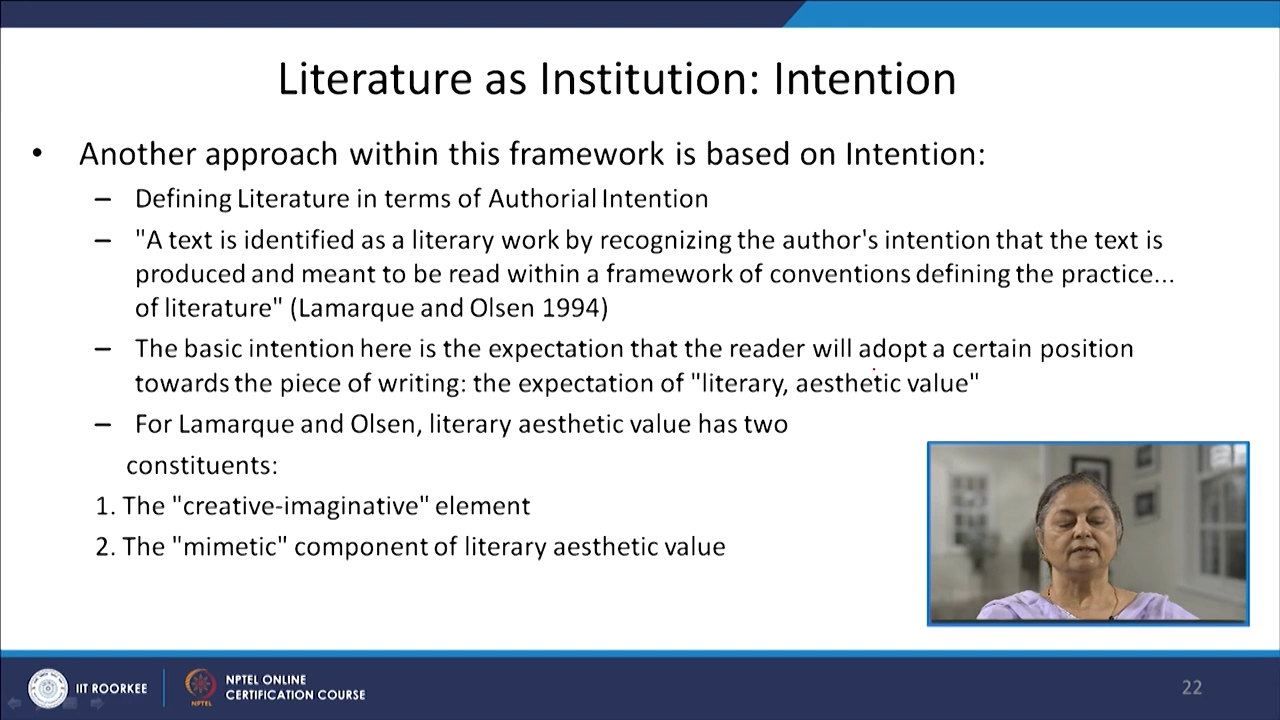 Literature as Institution: Intention
• Another approach within this framework is based on Intention:
– Defining Literature in terms of Authorial Intention
– "A text is identified as a literary work by recognizing the author's intention that the text is
produced and meant to be read within a framework of conventions defining the practice...
of literature" (Lamarque and Olsen 1994)
– The basic intention here is the expectation that the reader will adopt a certain position
towards the piece of writing: the expectation of "literary, aesthetic value"
– For Lamarque and Olsen, literary aesthetic value has two
constituents:
1. The "creative-imaginative" element
2. The "mimetic" component of literary aesthetic value
IIT ROORKEE
NPTEL
NPTEL ONLINE
CERTIFICATION COURSE
22